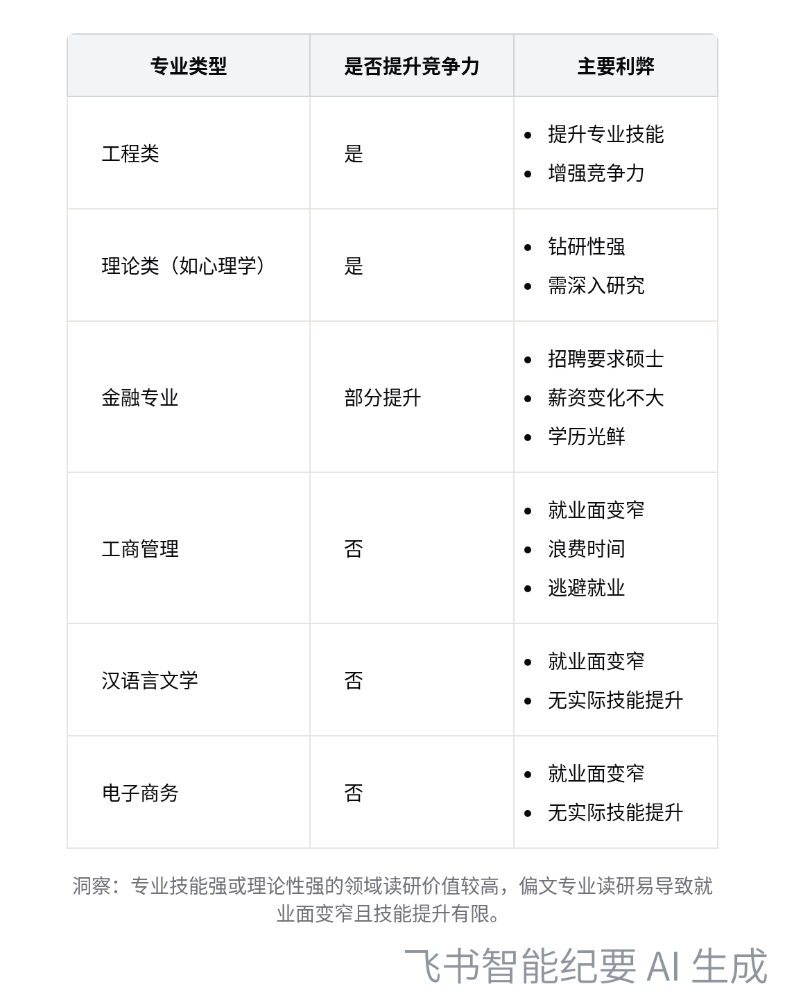 专业类型 是否提升竞争力 主要利弊
工程类 是
• 提升专业技能
• 增强竞争力
理论类（如心理学） 是
• 钻研性强
• 需深入研究
金融专业 部分提升
• 招聘要求硕士
• 薪资变化不大
• 学历光鲜
工商管理 否
• 就业面变窄
• 浪费时间
• 逃避就业
汉语言文学 否
• 就业面变窄
• 无实际技能提升
电子商务 否
• 就业面变窄
• 无实际技能提升
洞察：专业技能强或理论性强的领域读研价值较高，偏文专业读研易导致就
业面变窄且技能提升有限。
飞书智能纪要 AI 生成